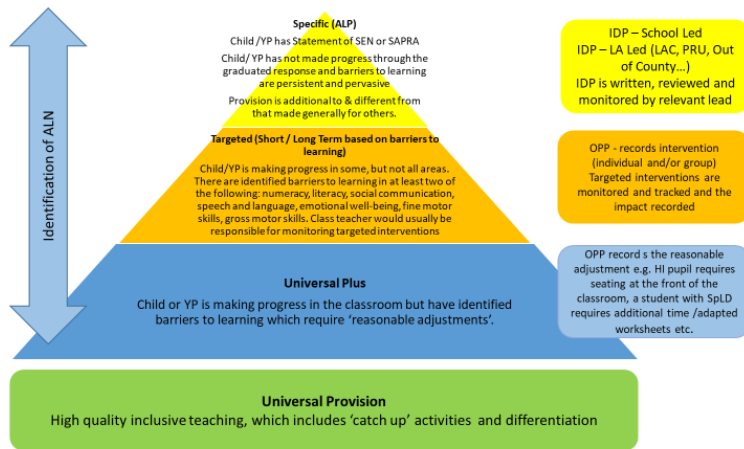 Identification of ALN
Specific (ALP)
Child /YP has Statement of SEN or SAPRA
Child/ YP has not made progress through the
graduated response and barriers to learning
are persistent and pervasive
Provision is additional to & different from
that made generally for others.
IDP – School Led
IDP – LA Led (LAC, PRU, Out
of County...)
IDP is written, reviewed and
monitored by relevant lead
Targeted (Short / Long Term based on barriers to
learning)
Child/YP is making progress in some, but not all areas.
There are identified barriers to learning in at least two of
the following: numeracy, literacy, social communication,
speech and language, emotional well-being, fine motor
skills, gross motor skills. Class teacher would usually be
responsible for monitoring targeted interventions
OPP - records intervention
(individual and/or group)
Targeted interventions are
monitored and tracked and the
impact recorded
Universal Plus
Child or YP is making progress in the classroom but have identified
barriers to learning which require ‘reasonable adjustments’.
OPP record s the reasonable
adjustment e.g. HI pupil requires
seating at the front of the
classroom, a student with SpLD
requires additional time /adapted
worksheets etc.
Universal Provision
High quality inclusive teaching, which includes ‘catch up’ activities and differentiation